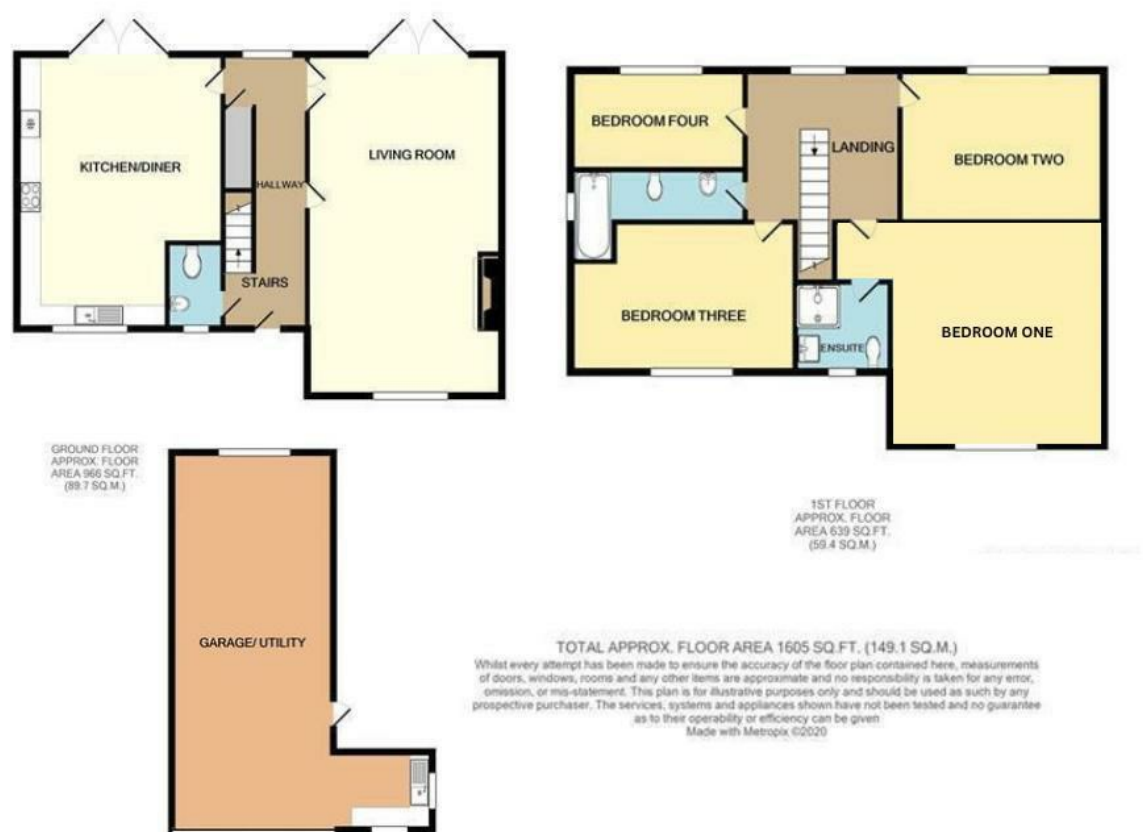 KITCHEN/DINER
LIVING ROOM
HALLWAY
STAIRS
BEDROOM FOUR
LANDING
BEDROOM TWO
BEDROOM THREE
ENSUITE
BEDROOM ONE
GROUND FLOOR
APPROX. FLOOR
AREA 966 SQ.FT.
(89.7 SQ.M.)
1ST FLOOR
APPROX. FLOOR
AREA 639 SQ.FT.
(59.4 SQ.M.)
GARAGE/ UTILITY
TOTAL APPROX. FLOOR AREA 1605 SQ.FT. (149.1 SQ.M.)
Whilst every attempt has been made to ensure the accuracy of the floor plan contained here, measurements
of doors, windows, rooms and any other items are approximate and no responsibility is taken for any error,
omission, or mis-statement. This plan is for illustrative purposes only and should be used as such by any
prospective purchaser. The services, systems and appliances shown have not been tested and no guarantee
as to their operability or efficiency can be given
Made with Metropix ©2020